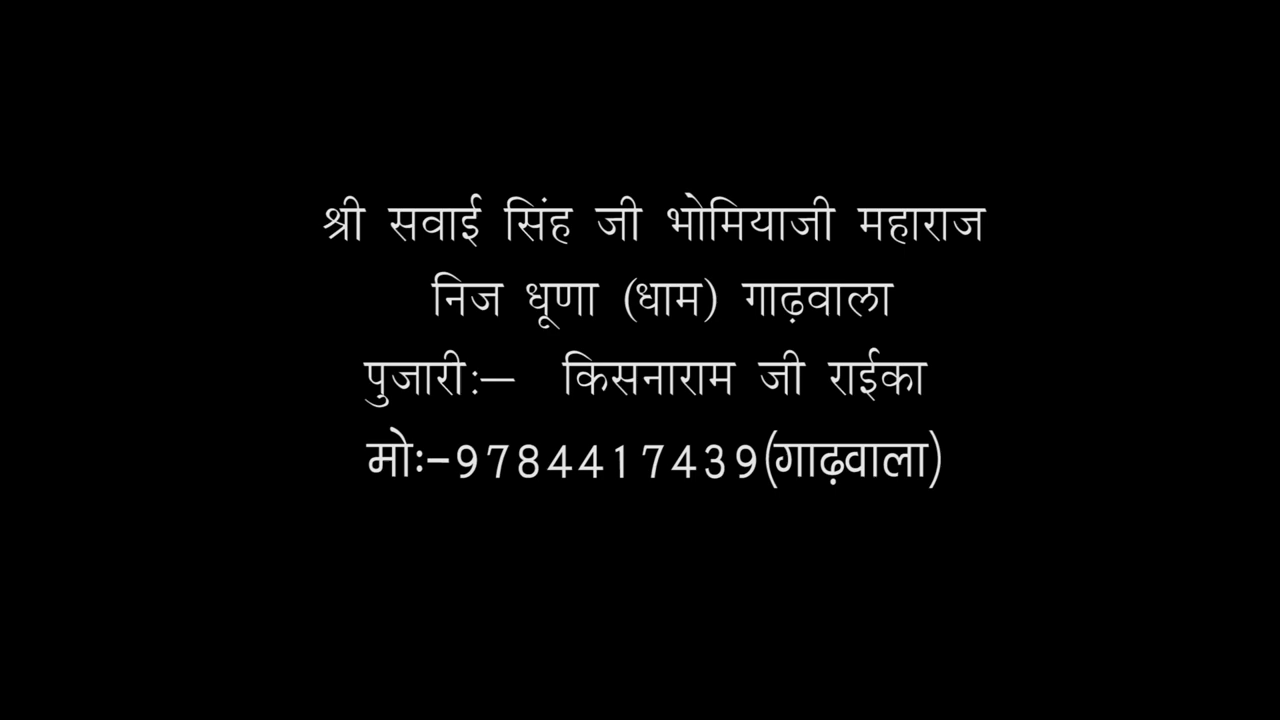 श्री सवाई सिंह जी भोमियाजी महाराज
निज धूणा (धाम) गाढ़वाला
पुजारी:– किसनाराम जी राईका
मोः-9784417439(गाढ़वाला)